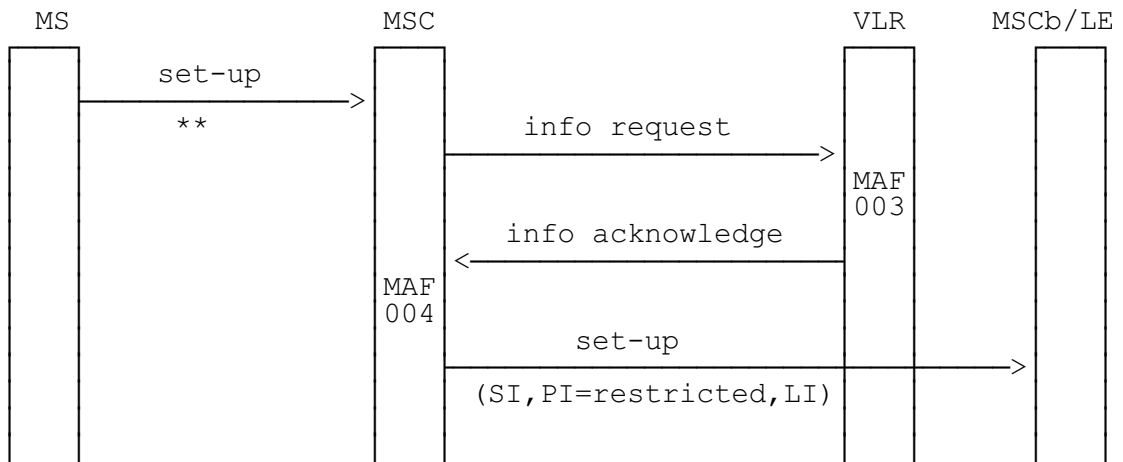 MS MSC VLR MSCb/LE
set-up
**
info request
MAF
003
info acknowledge
MAF
004
set-up
(SI,PI=restricted,LI)